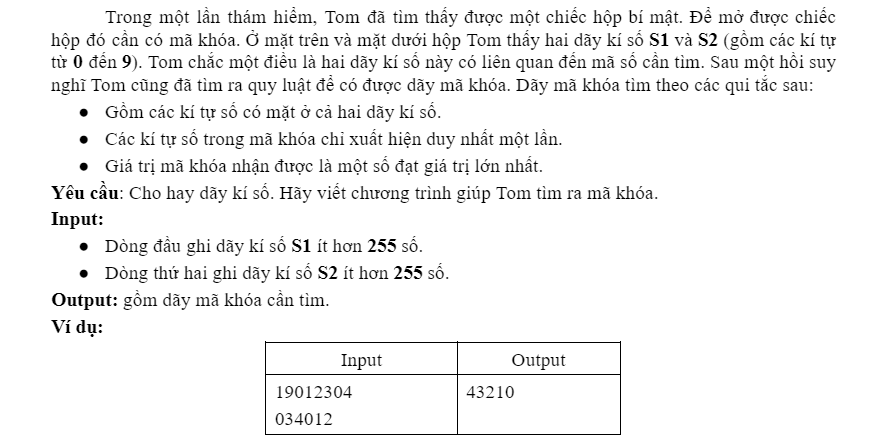 Trong một lần thám hiểm, Tom đã tìm thấy được một chiếc hộp bí mật. Để mở được chiếc
hộp đó cần có mã khóa. Ở mặt trên và mặt dưới hộp Tom thấy hai dãy kí số S1 và S2 (gồm các kí tự
từ 0 đến 9). Tom chắc một điều là hai dãy kí số này có liên quan đến mã số cần tìm. Sau một hồi suy
nghĩ Tom cũng đã tìm ra quy luật để có được dãy mã khóa. Dãy mã khóa tìm theo các qui tắc sau:
● Gồm các kí tự số có mặt ở cả hai dãy kí số.
● Các kí tự số trong mã khóa chỉ xuất hiện duy nhất một lần.
● Giá trị mã khóa nhận được là một số đạt giá trị lớn nhất.
Yêu cầu: Cho hay dãy kí số. Hãy viết chương trình giúp Tom tìm ra mã khóa.
Input:
● Dòng đầu ghi dãy kí số S1 ít hơn 255 số.
● Dòng thứ hai ghi dãy kí số S2 ít hơn 255 số.
Output: gồm dãy mã khóa cần tìm.
Ví dụ:
Input Output
19012304 43210
034012